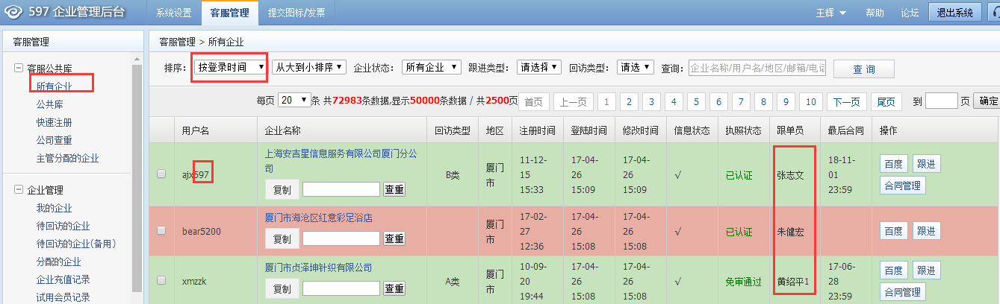 597 企业管理后台 系统设置 客服管理 提交图标/发票 王辉 帮助 论坛 退出系统
客服管理
客服管理 > 所有企业
客服公共库
所有企业
公共库
快速注册
公司查重
主管分配的企业
企业管理
我的企业
待回访的企业
待回访的企业(备用)
分配的企业
企业充值记录
试用会员记录
排序: 按登录时间 从大到小排序 企业状态: 所有企业 跟进类型: 请选择 回访类型: 请选 查询: 企业名称/用户名/地区/邮箱/电话 查 询
每页 20 条 共72983条数据,显示50000条数据 / 共2500页 首页 上一页 1 2 3 4 5 6 7 8 9 10 下一页 尾页 到 页 确定
用户名 企业名称 回访类型 地区 注册时间 登陆时间 修改时间 信息状态 执照状态 跟单员 最后合同 操作
ajx597
上海安吉星信息服务有限公司厦门分公
司
复制 查重
B类
厦门
市
11-12-
15
15:33
17-04-
26
15:09
17-04-
26
15:09
√
已认证
张志文
18-11-
01
23:59
百度 跟进
合同管理
bear5200
厦门市海沧区红意彩足浴店
复制 查重
厦门
市
17-02-
27
12:36
17-04-
26
15:08
17-04-
26
15:08
√
已认证
朱健宏
百度 跟进
xmzzk
厦门市贞泽坤针织有限公司
复制 查重
A类
厦门
市
10-09-
20
19:44
17-04-
26
15:08
17-04-
26
15:08
√
免审通过
黄绍平1
17-06-
28
23:59
百度 跟进
合同管理